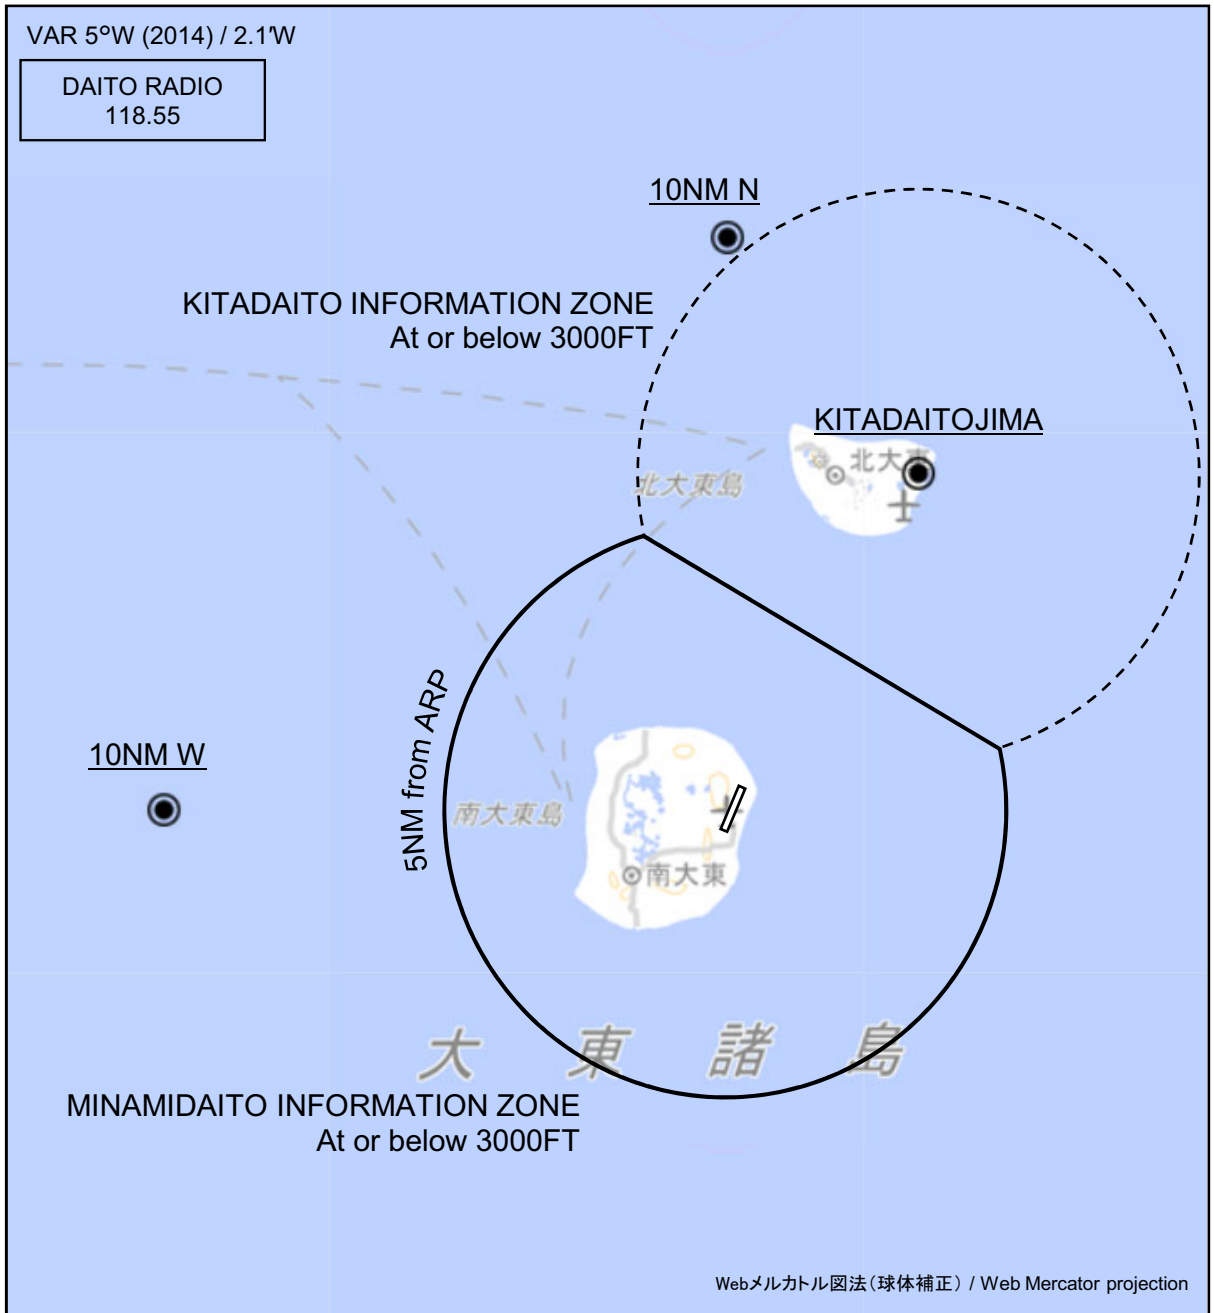 VAR 5°W (2014) / 2.1'W
DAITO RADIO
118.55
10NM N
KITADAITO INFORMATION ZONE
At or below 3000FT
KITADAITOJIMA
北大東
北大東島
5NM from ARP
10NM W
南大東島
南大東
大東諸島
MINAMIDAITO INFORMATION ZONE
At or below 3000FT
Webメルカトル図法(球体補正) / Web Mercator projection